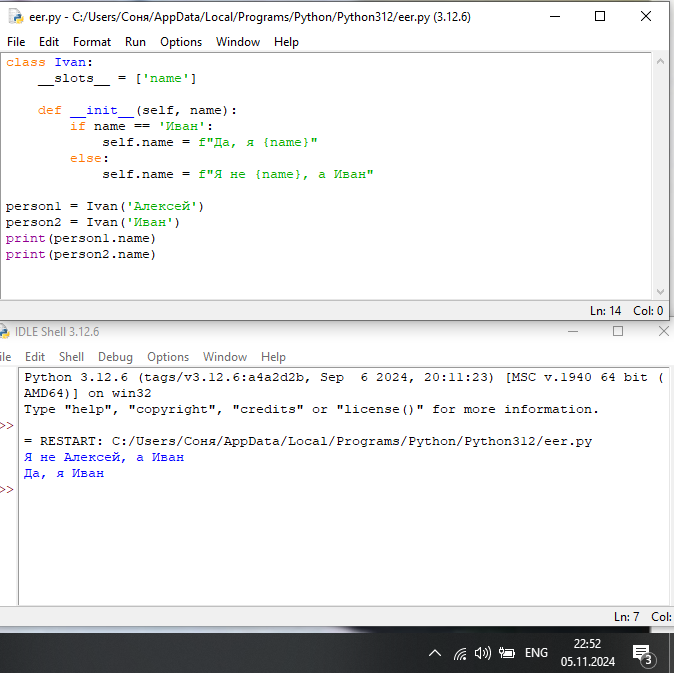 eer.py - C:/Users/Соня/AppData/Local/Programs/Python/Python312/eer.py (3.12.6)
File Edit Format Run Options Window Help
class Ivan:
    __slots__ = ['name']
    def __init__(self, name):
        if name == 'Иван':
            self.name = f"Да, я {name}"
        else:
            self.name = f"Я не {name}, а Иван"
person1 = Ivan('Алексей')
person2 = Ivan('Иван')
print(person1.name)
print(person2.name)
Ln: 14 Col: 0
IDLE Shell 3.12.6
ile Edit Shell Debug Options Window Help
Python 3.12.6 (tags/v3.12.6:a4a2d2b, Sep  6 2024, 20:11:23) [MSC v.1940 64 bit (
AMD64)] on win32
Type "help", "copyright", "credits" or "license()" for more information.
>>
= RESTART: C:/Users/Соня/AppData/Local/Programs/Python/Python312/eer.py
Я не Алексей, а Иван
Да, я Иван
>>
Ln: 7 Col:
ENG
22:52
05.11.2024
3